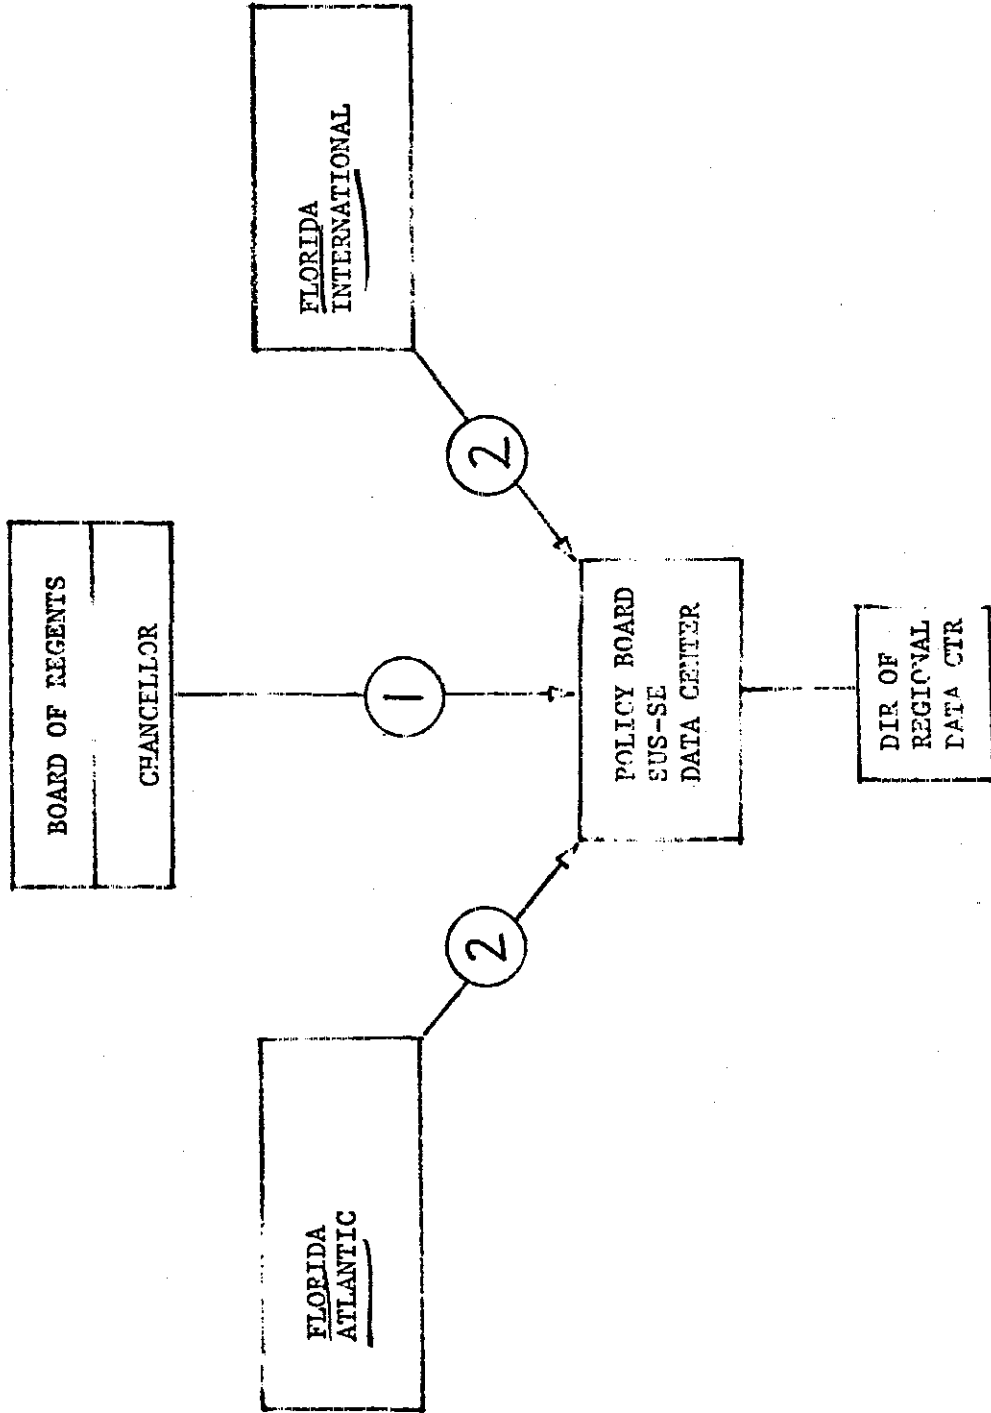 BOARD OF REGENTS
CHANCELLOR
FLORIDA
ATLANTIC
FLORIDA
INTERNATIONAL
2
1
2
POLICY BOARD
SUS-SE
DATA CENTER
DIR OF
REGIONAL
DATA CTR